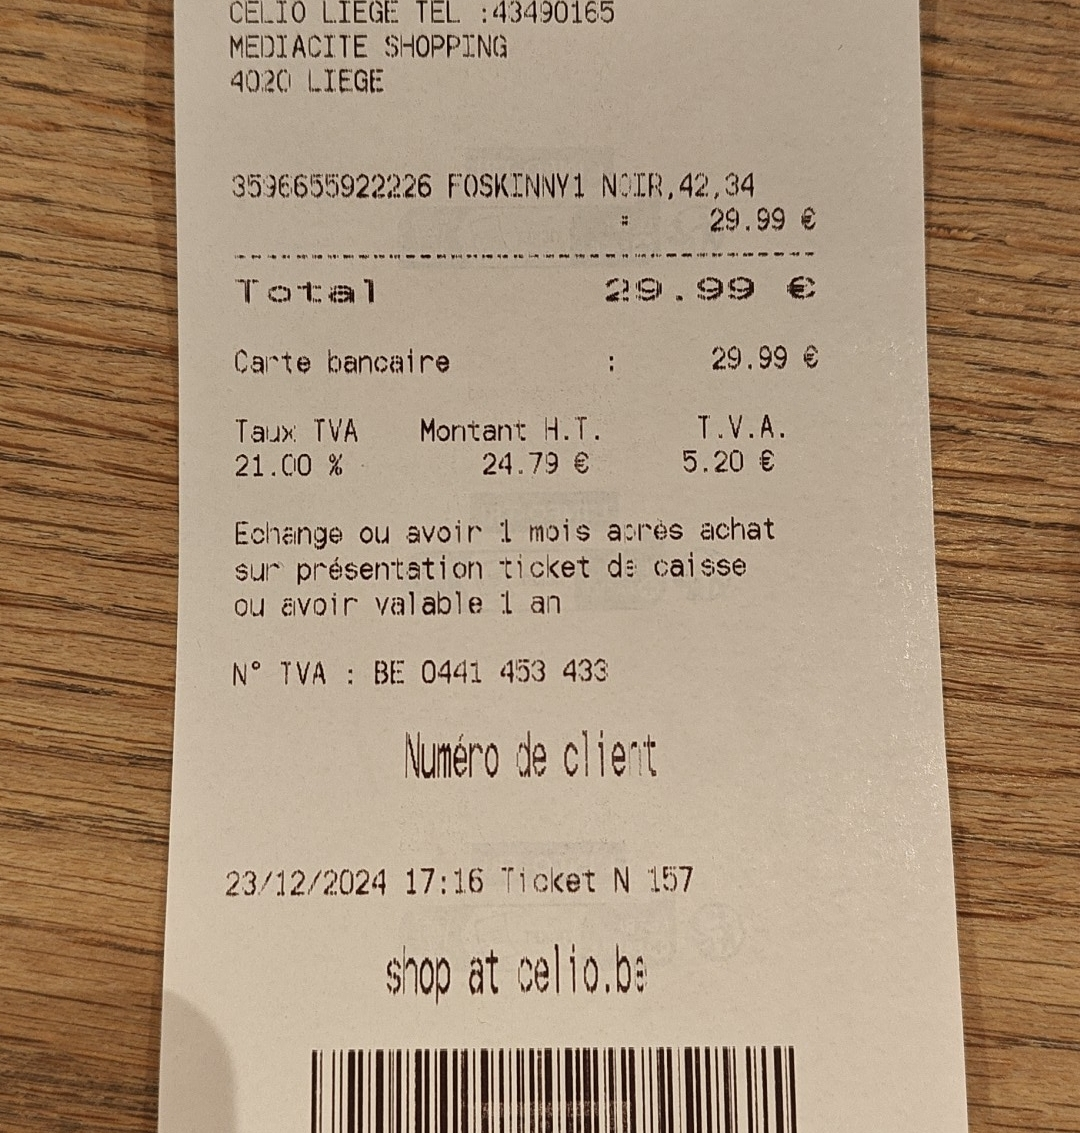 CELIO LIEGE TEL :43490165
MEDIACITE SHOPPING
4020 LIEGE
3596655922226 FOSKINNY1 NOIR,42,34
: 29.99 €
Total 29.99 €
Carte bancaire : 29.99 €
Taux TVA Montant H.T. T.V.A.
21.00 % 24.79 € 5.20 €
Echange ou avoir 1 mois après achat
sur présentation ticket de caisse
ou avoir valable 1 an
N° TVA : BE 0441 453 433
Numéro de client
23/12/2024 17:16 Ticket N 157
shop at celio.be